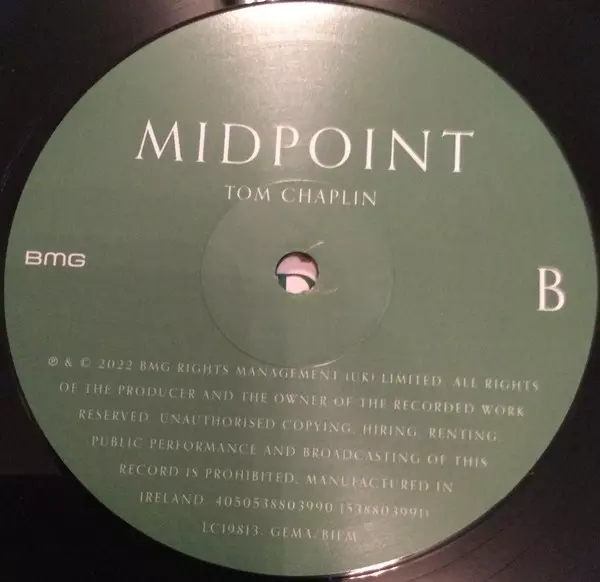 MIDPOINT
TOM CHAPLIN
BMG
B
℗ & © 2022 BMG RIGHTS MANAGEMENT (UK) LIMITED. ALL RIGHTS
OF THE PRODUCER AND THE OWNER OF THE RECORDED WORK
RESERVED. UNAUTHORISED COPYING, HIRING, RENTING,
PUBLIC PERFORMANCE AND BROADCASTING OF THIS
RECORD IS PROHIBITED. MANUFACTURED IN
IRELAND. 4050538803990 (538803991)
LC19813. GEMA/BIEM